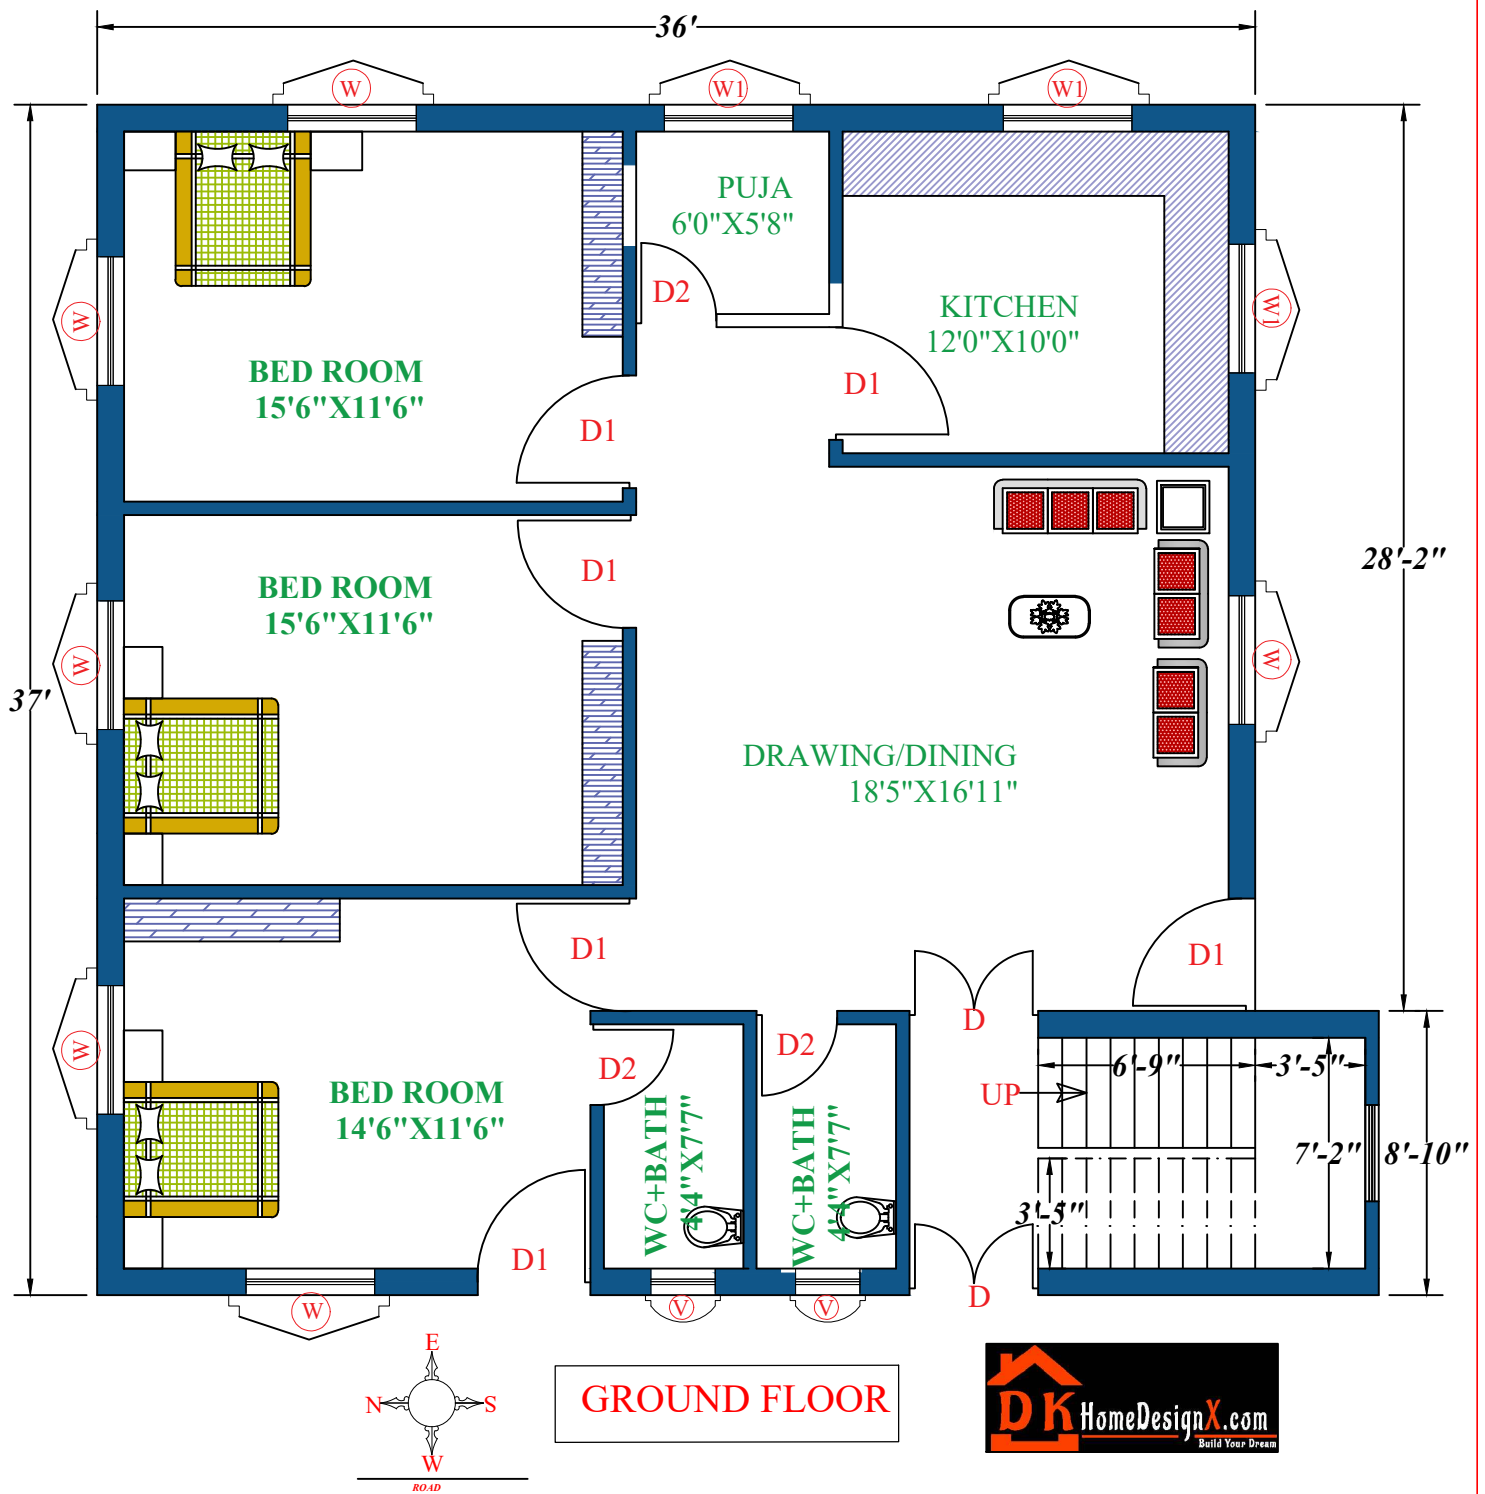 36'
W
W1
W1
PUJA
6'0"X5'8"
D2
W
W1
KITCHEN
12'0"X10'0"
BED ROOM
15'6"X11'6"
D1
D1
28'-2"
D1
BED ROOM
15'6"X11'6"
W
W
37'
DRAWING/DINING
18'5"X16'11"
D1
D1
D
W
D2
D2
6'-9"
3'-5"
UP
BED ROOM
14'6"X11'6"
WC+BATH
4'4"X7'7"
WC+BATH
4'4"X7'7"
7'-2"
8'-10"
3'-5"
D1
D
W
V
V
E
N
S
W
ROAD
GROUND FLOOR
DK HomeDesignX.com
Build Your Dream